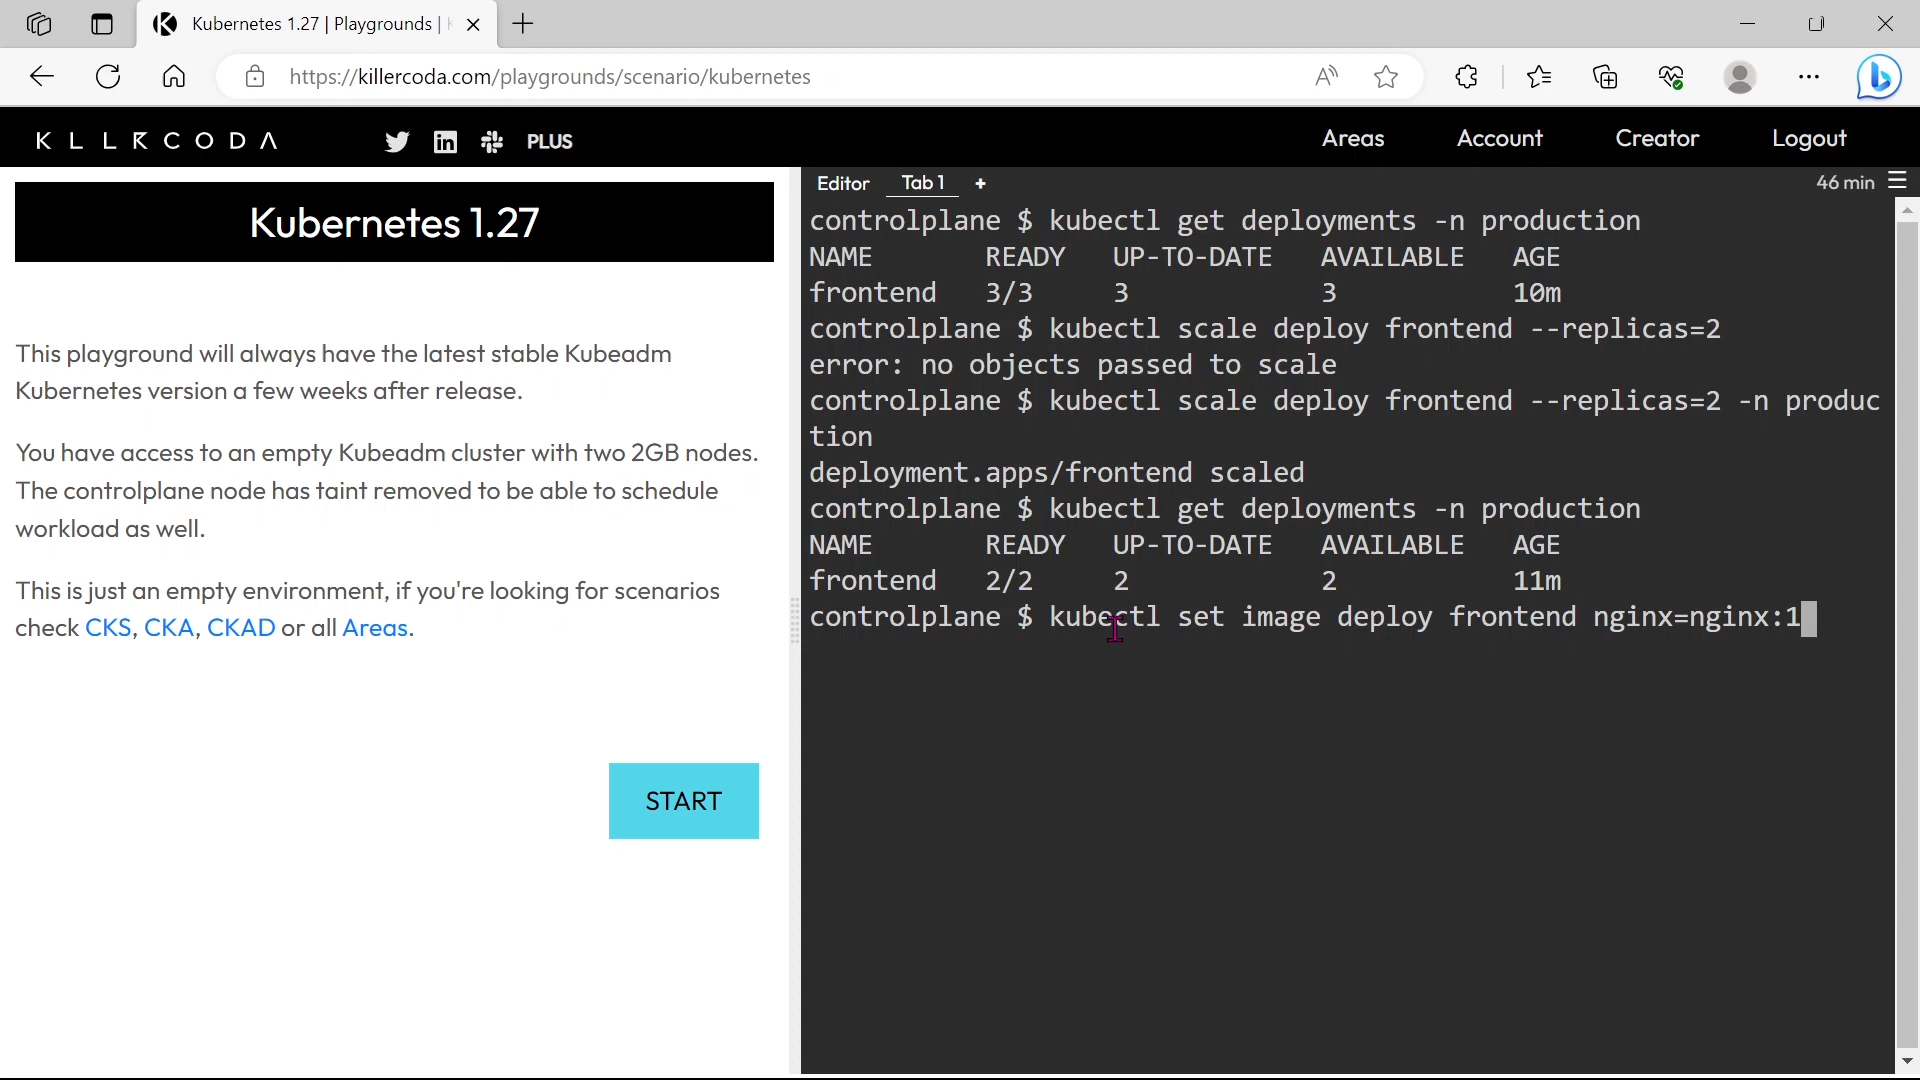 Kubernetes 1.27 | Playgrounds |
https://killercoda.com/playgrounds/scenario/kubernetes
KLLRCODA PLUS Areas Account Creator Logout
Kubernetes 1.27
This playground will always have the latest stable Kubeadm
Kubernetes version a few weeks after release.
You have access to an empty Kubeadm cluster with two 2GB nodes.
The controlplane node has taint removed to be able to schedule
workload as well.
This is just an empty environment, if you're looking for scenarios
check CKS, CKA, CKAD or all Areas.
START
Editor Tab 1 + 46 min
controlplane $ kubectl get deployments -n production
NAME READY UP-TO-DATE AVAILABLE AGE
frontend 3/3 3 3 10m
controlplane $ kubectl scale deploy frontend --replicas=2
error: no objects passed to scale
controlplane $ kubectl scale deploy frontend --replicas=2 -n produc
tion
deployment.apps/frontend scaled
controlplane $ kubectl get deployments -n production
NAME READY UP-TO-DATE AVAILABLE AGE
frontend 2/2 2 2 11m
controlplane $ kubectl set image deploy frontend nginx=nginx:1